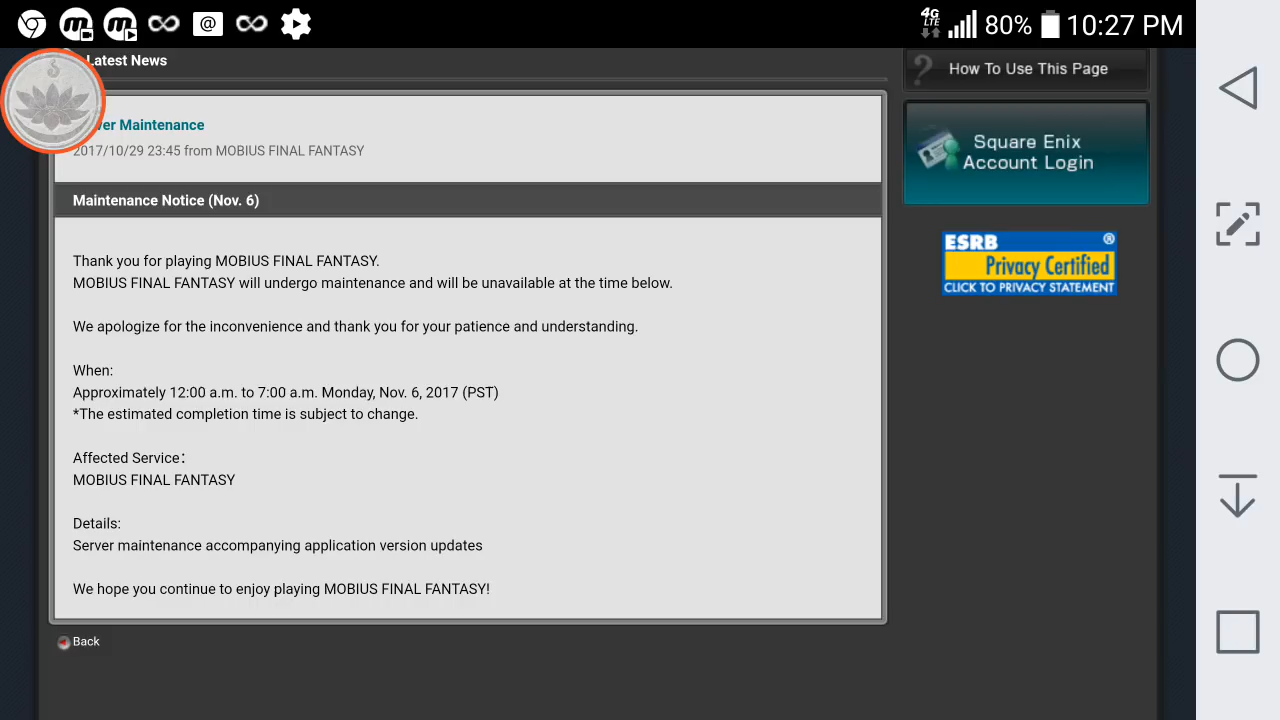 4G
LTE
80%
10:27 PM
Latest News
ver Maintenance
2017/10/29 23:45 from MOBIUS FINAL FANTASY
Maintenance Notice (Nov. 6)
Thank you for playing MOBIUS FINAL FANTASY.
MOBIUS FINAL FANTASY will undergo maintenance and will be unavailable at the time below.
We apologize for the inconvenience and thank you for your patience and understanding.
When:
Approximately 12:00 a.m. to 7:00 a.m. Monday, Nov. 6, 2017 (PST)
*The estimated completion time is subject to change.
Affected Service：
MOBIUS FINAL FANTASY
Details:
Server maintenance accompanying application version updates
We hope you continue to enjoy playing MOBIUS FINAL FANTASY!
Back
? How To Use This Page
Square Enix
Account Login
ESRB ®
Privacy Certified
CLICK TO PRIVACY STATEMENT